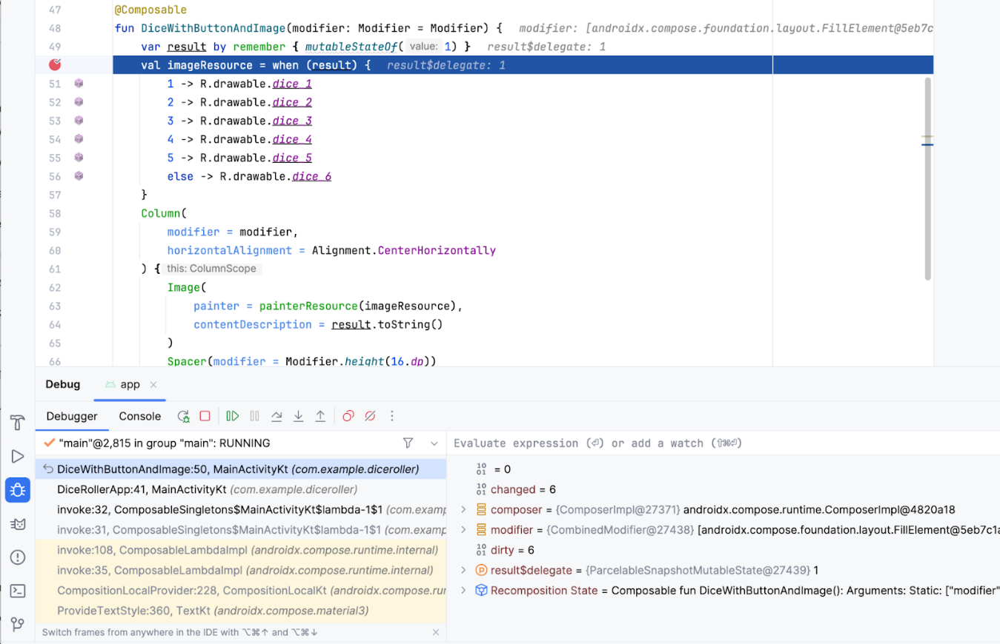 47 @Composable
48 fun DiceWithButtonAndImage(modifier: Modifier = Modifier) { modifier: [androidx.compose.foundation.layout.FillElement@5eb7c
49 var result by remember { mutableStateOf( value: 1) } result$delegate: 1
val imageResource = when (result) { result$delegate: 1
51 1 -> R.drawable.dice_1
52 2 -> R.drawable.dice_2
53 3 -> R.drawable.dice_3
54 4 -> R.drawable.dice_4
55 5 -> R.drawable.dice_5
56 else -> R.drawable.dice_6
57 }
58 Column(
59 modifier = modifier,
60 horizontalAlignment = Alignment.CenterHorizontally
61 ) { this: ColumnScope
62 Image(
63 painter = painterResource(imageResource),
64 contentDescription = result.toString()
65 )
66 Spacer(modifier = Modifier.height(16.dp))
Debug app
Debugger Console
"main"@2,815 in group "main": RUNNING
DiceWithButtonAndImage:50, MainActivityKt (com.example.diceroller)
DiceRollerApp:41, MainActivityKt (com.example.diceroller)
invoke:32, ComposableSingletons$MainActivityKt$lambda-1$1 (com.examp
invoke:31, ComposableSingletons$MainActivityKt$lambda-1$1 (com.examp
invoke:108, ComposableLambdaImpl (androidx.compose.runtime.internal)
invoke:35, ComposableLambdaImpl (androidx.compose.runtime.internal)
CompositionLocalProvider:228, CompositionLocalKt (androidx.compose.ru
ProvideTextStyle:360, TextKt (androidx.compose.material3)
Switch frames from anywhere in the IDE with ⌥⌘↑ and ⌥⌘↓
Evaluate expression (⏎) or add a watch (⇧⌘⏎)
= 0
changed = 6
composer = {ComposerImpl@27371} androidx.compose.runtime.ComposerImpl@4820a18
modifier = {CombinedModifier@27438} [androidx.compose.foundation.layout.FillElement@5eb7c1a
dirty = 6
result$delegate = {ParcelableSnapshotMutableState@27439} 1
Recomposition State = Composable fun DiceWithButtonAndImage(): Arguments: Static: ["modifier"